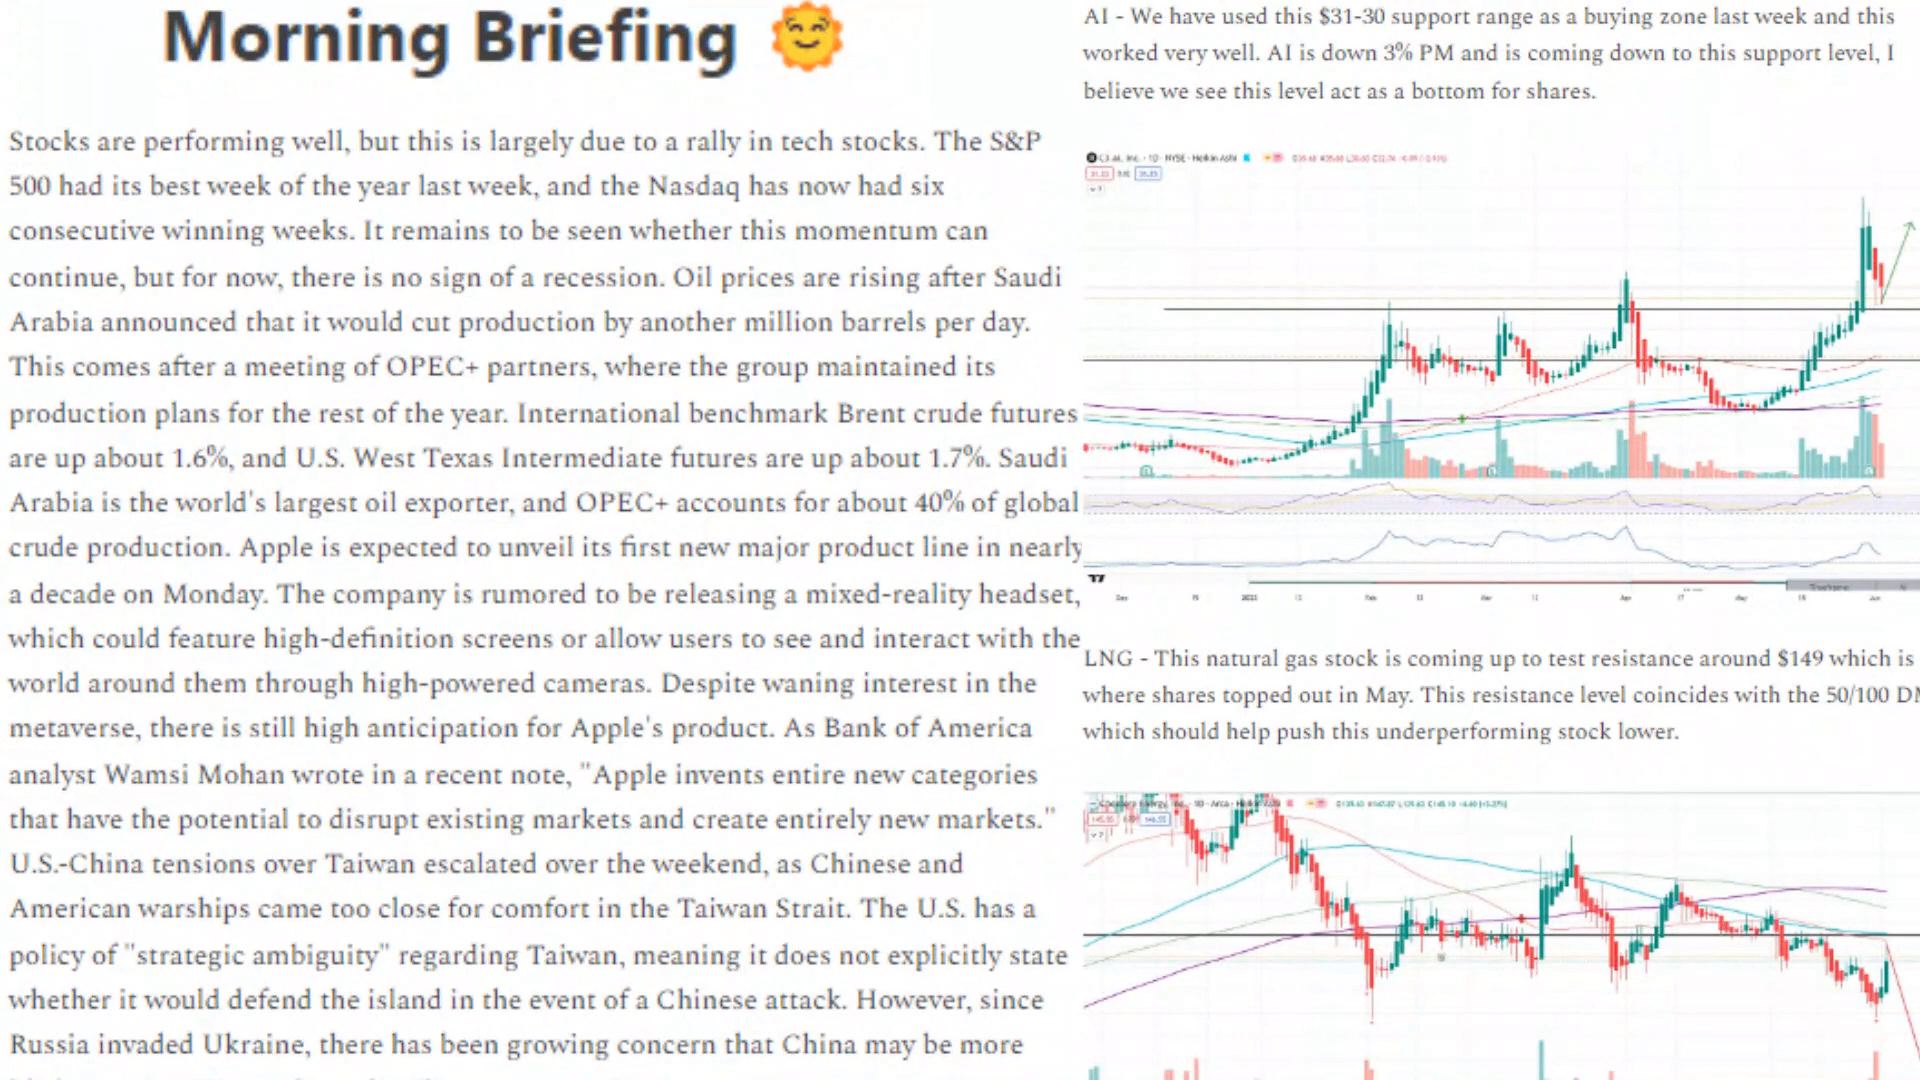 Morning Briefing
Stocks are performing well, but this is largely due to a rally in tech stocks. The S&P
500 had its best week of the year last week, and the Nasdaq has now had six
consecutive winning weeks. It remains to be seen whether this momentum can
continue, but for now, there is no sign of a recession. Oil prices are rising after Saudi
Arabia announced that it would cut production by another million barrels per day.
This comes after a meeting of OPEC+ partners, where the group maintained its
production plans for the rest of the year. International benchmark Brent crude futures
are up about 1.6%, and U.S. West Texas Intermediate futures are up about 1.7%. Saudi
Arabia is the world's largest oil exporter, and OPEC+ accounts for about 40% of global
crude production. Apple is expected to unveil its first new major product line in nearly
a decade on Monday. The company is rumored to be releasing a mixed-reality headset,
which could feature high-definition screens or allow users to see and interact with the
world around them through high-powered cameras. Despite waning interest in the
metaverse, there is still high anticipation for Apple's product. As Bank of America
analyst Wamsi Mohan wrote in a recent note, "Apple invents entire new categories
that have the potential to disrupt existing markets and create entirely new markets."
U.S.-China tensions over Taiwan escalated over the weekend, as Chinese and
American warships came too close for comfort in the Taiwan Strait. The U.S. has a
policy of "strategic ambiguity" regarding Taiwan, meaning it does not explicitly state
whether it would defend the island in the event of a Chinese attack. However, since
Russia invaded Ukraine, there has been growing concern that China may be more
AI - We have used this $31-30 support range as a buying zone last week and this
worked very well. AI is down 3% PM and is coming down to this support level, I
believe we see this level act as a bottom for shares.
C3.ai, Inc. · 1D · NYSE · Heikin Ashi
2023
LNG - This natural gas stock is coming up to test resistance around $149 which is
where shares topped out in May. This resistance level coincides with the 50/100
which should help push this underperforming stock lower.
Energy, Inc. · 1D · Arca